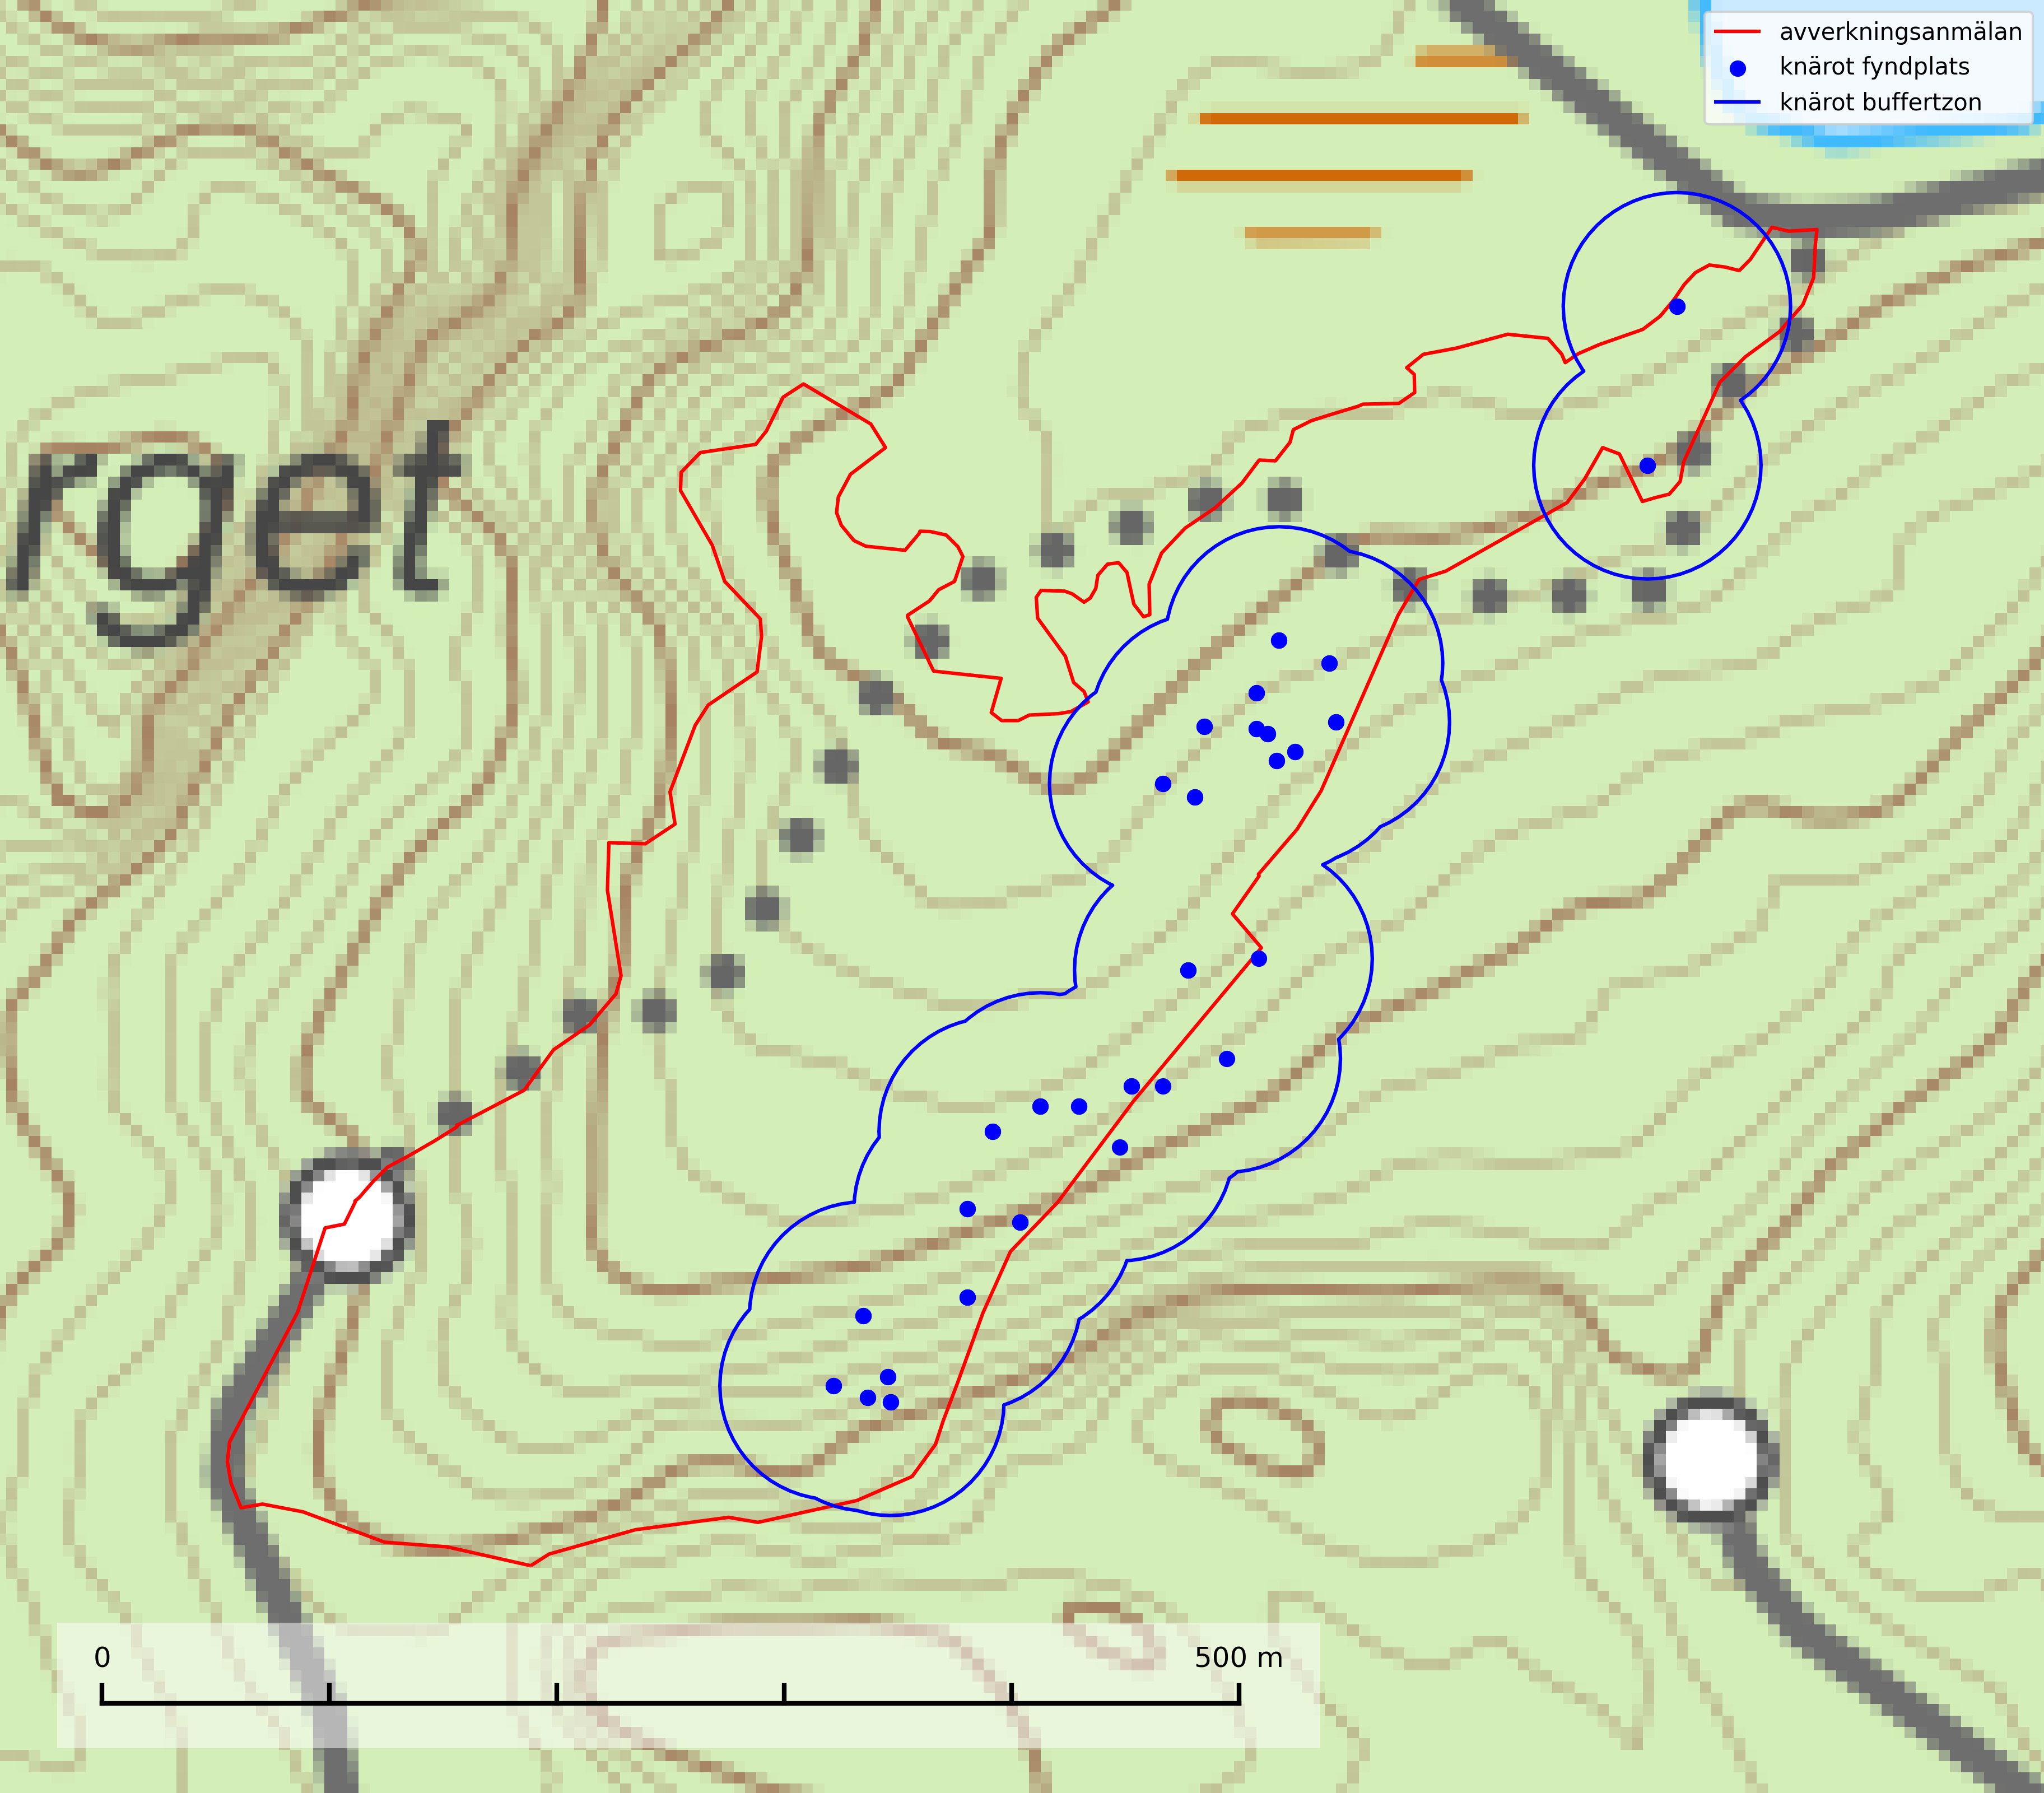 avverkningsanmälan
knärot fyndplats
knärot buffertzon
rget
0 500 m